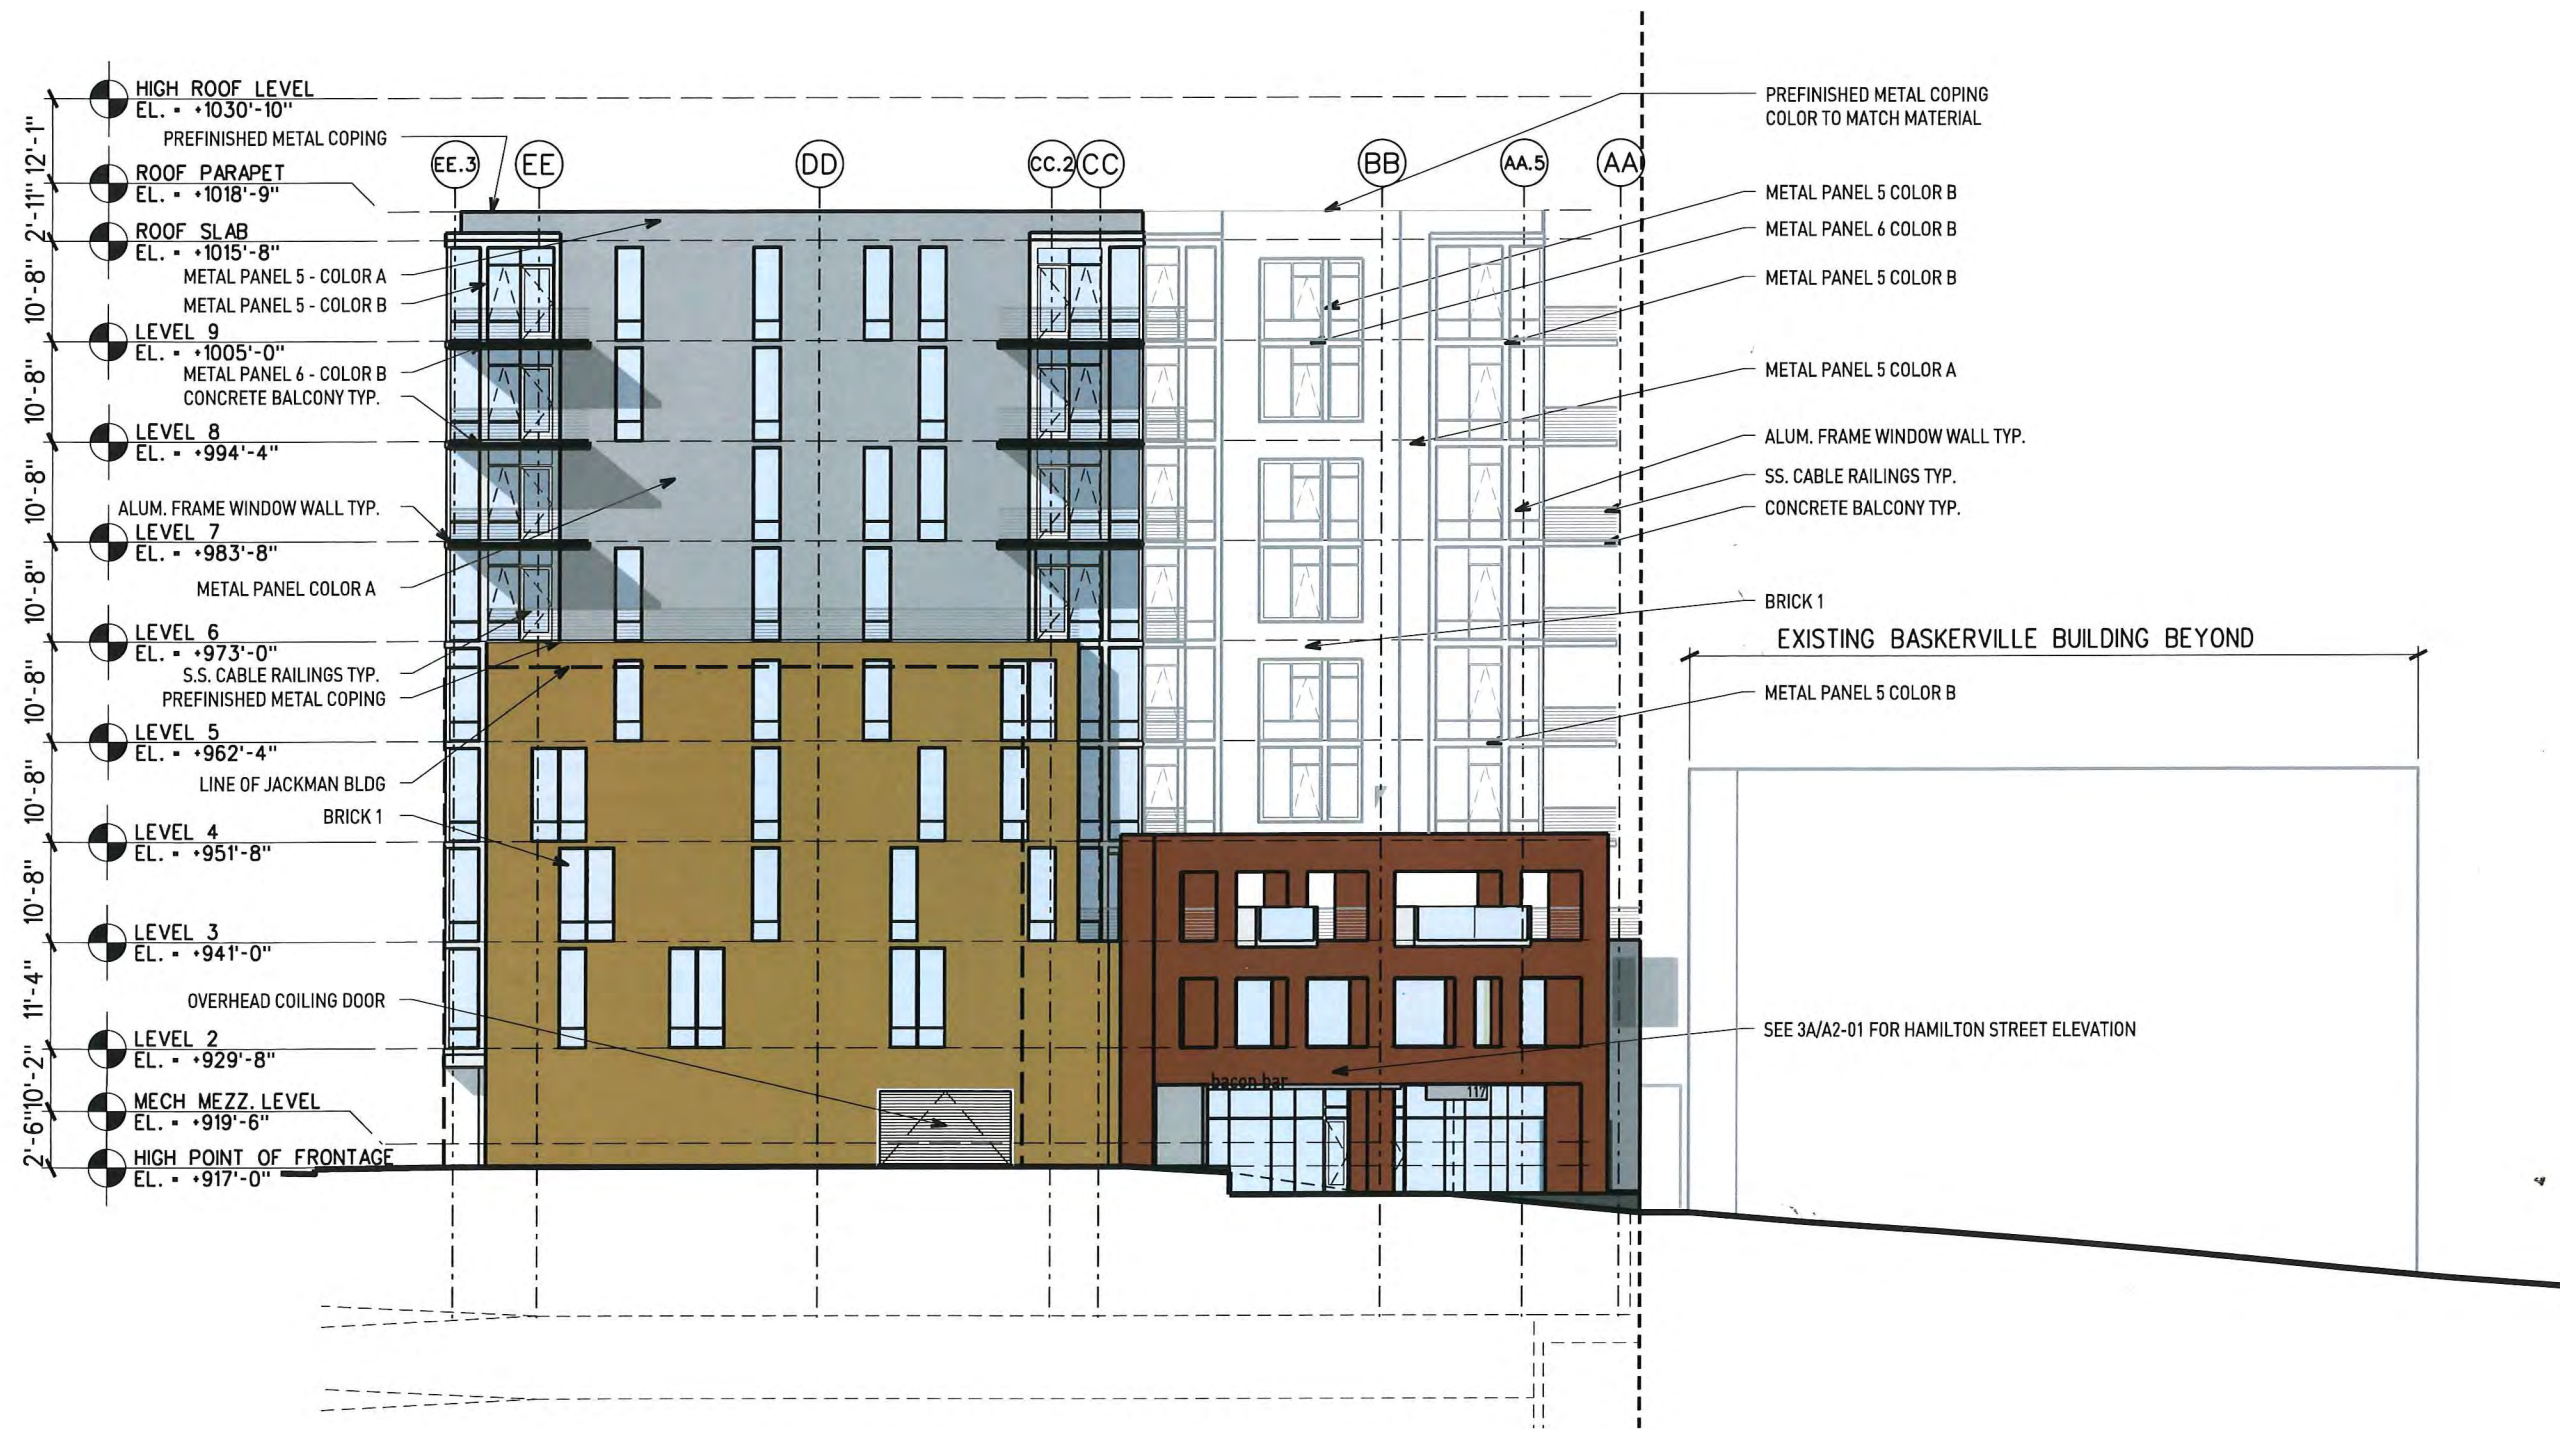 HIGH ROOF LEVEL
EL. = +1030'-10"
PREFINISHED METAL COPING
ROOF PARAPET
EL. = +1018'-9"
ROOF SLAB
EL. = +1015'-8"
METAL PANEL 5 - COLOR A
METAL PANEL 5 - COLOR B
LEVEL 9
EL. = +1005'-0"
METAL PANEL 6 - COLOR B
CONCRETE BALCONY TYP.
LEVEL 8
EL. = +994'-4"
ALUM. FRAME WINDOW WALL TYP.
LEVEL 7
EL. = +983'-8"
METAL PANEL COLOR A
LEVEL 6
EL. = +973'-0"
S.S. CABLE RAILINGS TYP.
PREFINISHED METAL COPING
LEVEL 5
EL. = +962'-4"
LINE OF JACKMAN BLDG
BRICK 1
LEVEL 4
EL. = +951'-8"
LEVEL 3
EL. = +941'-0"
OVERHEAD COILING DOOR
LEVEL 2
EL. = +929'-8"
MECH MEZZ. LEVEL
EL. = +919'-6"
HIGH POINT OF FRONTAGE
EL. = +917'-0"
12'-1"
2'-11"
10'-8"
10'-8"
10'-8"
10'-8"
10'-8"
10'-8"
10'-8"
11'-4"
10'-2"
2'-6"
EE.3
EE
DD
CC.2
CC
BB
AA.5
AA
bacon bar
117
PREFINISHED METAL COPING
COLOR TO MATCH MATERIAL
METAL PANEL 5 COLOR B
METAL PANEL 6 COLOR B
METAL PANEL 5 COLOR B
METAL PANEL 5 COLOR A
ALUM. FRAME WINDOW WALL TYP.
SS. CABLE RAILINGS TYP.
CONCRETE BALCONY TYP.
BRICK 1
EXISTING BASKERVILLE BUILDING BEYOND
METAL PANEL 5 COLOR B
SEE 3A/A2-01 FOR HAMILTON STREET ELEVATION